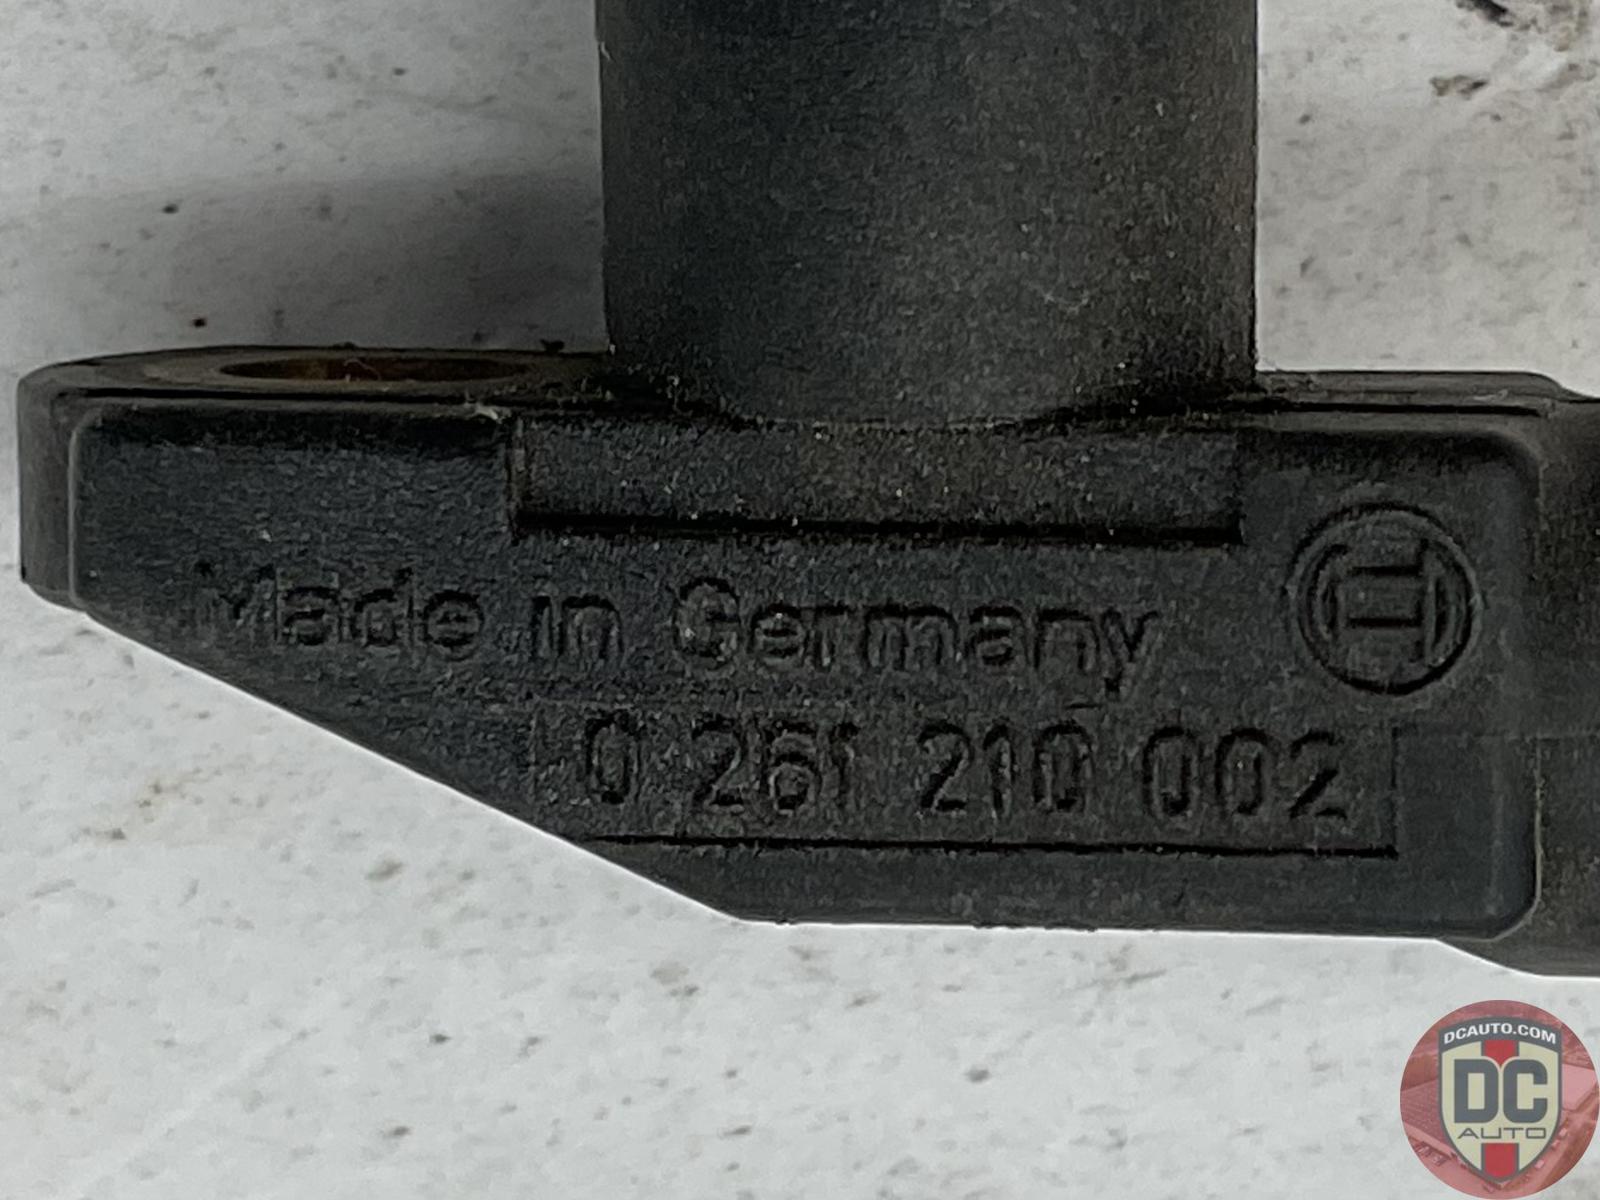 Made in Germany
0 261 210 002
DCAUTO.COM
DC
AUTO